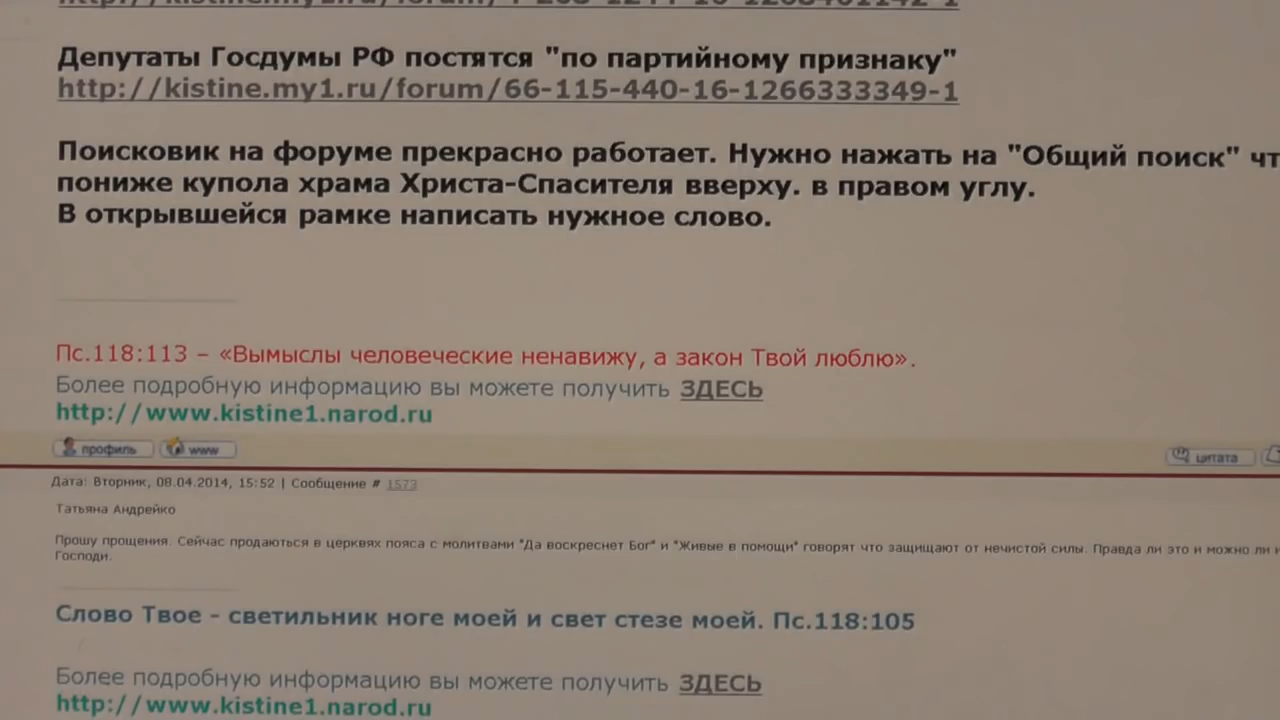 Депутаты Госдумы РФ постятся "по партийному признаку"
http://kistine.my1.ru/forum/66-115-440-16-1266333349-1
Поисковик на форуме прекрасно работает. Нужно нажать на "Общий поиск" чт
пониже купола храма Христа-Спасителя вверху. в правом углу.
В открывшейся рамке написать нужное слово.
Пс.118:113 – «Вымыслы человеческие ненавижу, а закон Твой люблю».
Более подробную информацию вы можете получить ЗДЕСЬ
http://www.kistine1.narod.ru
профиль www цитата
Дата: Вторник, 08.04.2014, 15:52 | Сообщение # 1573
Татьяна Андрейко
Прошу прощения. Сейчас продаються в церквях пояса с молитвами "Да воскреснет Бог" и "Живые в помощи" говорят что защищают от нечистой силы. Правда ли это и можно ли
Господи.
Слово Твое - светильник ноге моей и свет стезе моей. Пс.118:105
Более подробную информацию вы можете получить ЗДЕСЬ
http://www.kistine1.narod.ru